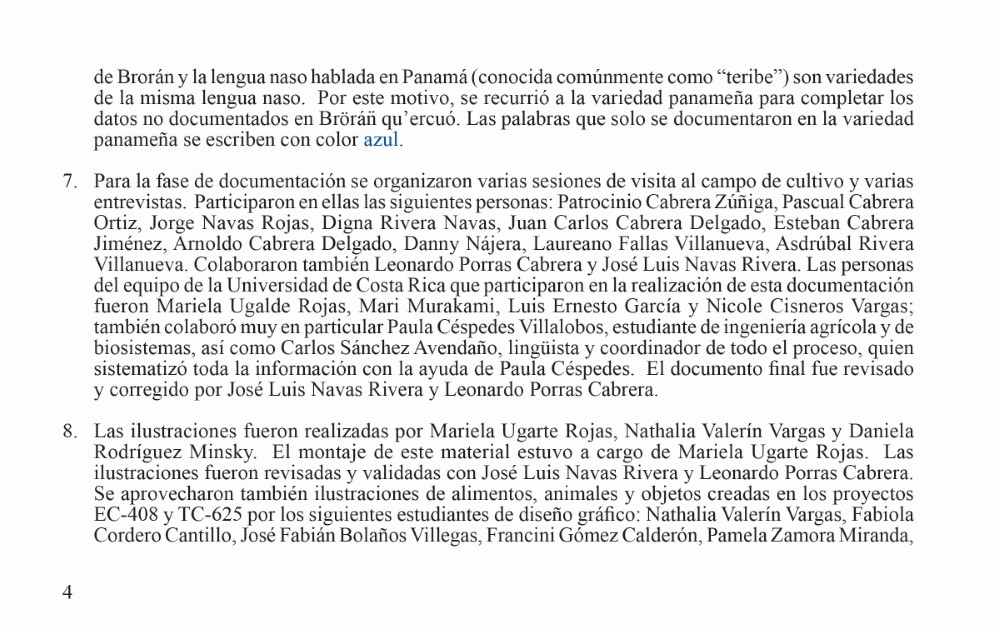 de Brorán y la lengua naso hablada en Panamá (conocida comúnmente como “teribe”) son variedades
de la misma lengua naso.  Por este motivo, se recurrió a la variedad panameña para completar los
datos no documentados en Brörán̈ qu’ercuó. Las palabras que solo se documentaron en la variedad
panameña se escriben con color azul.
7. Para la fase de documentación se organizaron varias sesiones de visita al campo de cultivo y varias
entrevistas.  Participaron en ellas las siguientes personas: Patrocinio Cabrera Zúñiga, Pascual Cabrera
Ortiz, Jorge Navas Rojas, Digna Rivera Navas, Juan Carlos Cabrera Delgado, Esteban Cabrera
Jiménez, Arnoldo Cabrera Delgado, Danny Nájera, Laureano Fallas Villanueva, Asdrúbal Rivera
Villanueva. Colaboraron también Leonardo Porras Cabrera y José Luis Navas Rivera. Las personas
del equipo de la Universidad de Costa Rica que participaron en la realización de esta documentación
fueron Mariela Ugalde Rojas, Mari Murakami, Luis Ernesto García y Nicole Cisneros Vargas;
también colaboró muy en particular Paula Céspedes Villalobos, estudiante de ingeniería agrícola y de
biosistemas, así como Carlos Sánchez Avendaño, lingüista y coordinador de todo el proceso, quien
sistematizó toda la información con la ayuda de Paula Céspedes.  El documento final fue revisado
y corregido por José Luis Navas Rivera y Leonardo Porras Cabrera.
8. Las ilustraciones fueron realizadas por Mariela Ugarte Rojas, Nathalia Valerín Vargas y Daniela
Rodríguez Minsky.  El montaje de este material estuvo a cargo de Mariela Ugarte Rojas.  Las
ilustraciones fueron revisadas y validadas con José Luis Navas Rivera y Leonardo Porras Cabrera.
Se aprovecharon también ilustraciones de alimentos, animales y objetos creadas en los proyectos
EC-408 y TC-625 por los siguientes estudiantes de diseño gráfico: Nathalia Valerín Vargas, Fabiola
Cordero Cantillo, José Fabián Bolaños Villegas, Francini Gómez Calderón, Pamela Zamora Miranda,
4